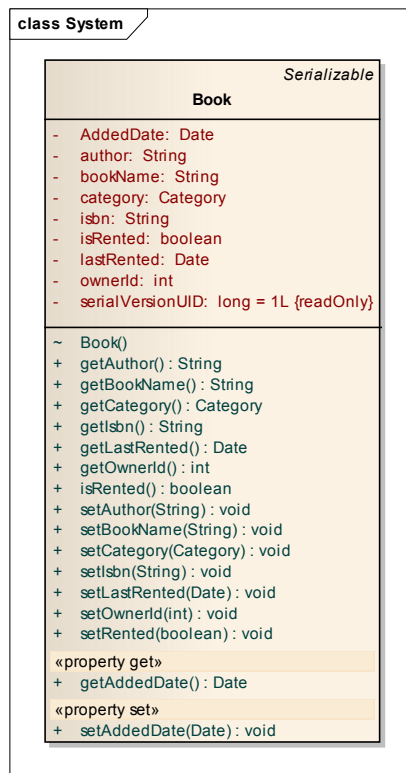 class System
Serializable
Book
- AddedDate: Date
- author: String
- bookName: String
- category: Category
- isbn: String
- isRented: boolean
- lastRented: Date
- ownerId: int
- serialVersionUID: long = 1L {readOnly}
~ Book()
+ getAuthor() : String
+ getBookName() : String
+ getCategory() : Category
+ getIsbn() : String
+ getLastRented() : Date
+ getOwnerId() : int
+ isRented() : boolean
+ setAuthor(String) : void
+ setBookName(String) : void
+ setCategory(Category) : void
+ setIsbn(String) : void
+ setLastRented(Date) : void
+ setOwnerId(int) : void
+ setRented(boolean) : void
«property get»
+ getAddedDate() : Date
«property set»
+ setAddedDate(Date) : void